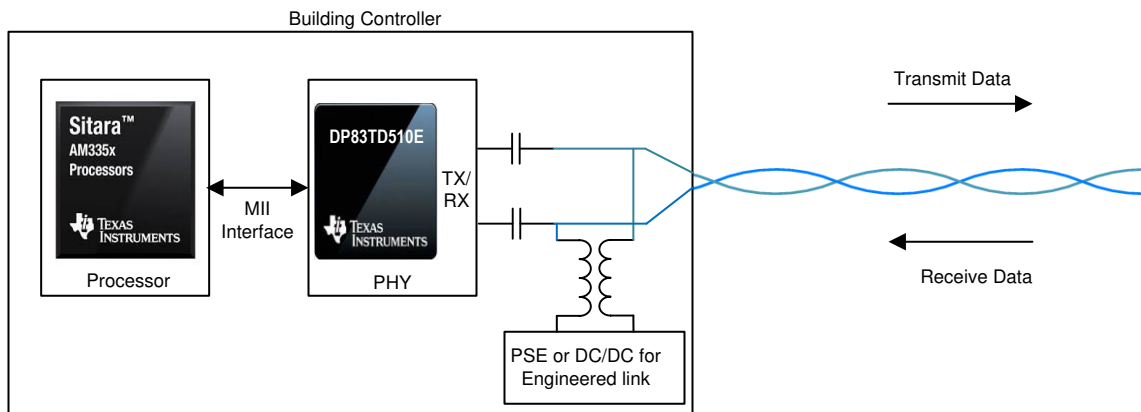 Building Controller
Sitara™
AM335x
Processors
TEXAS
INSTRUMENTS
Processor
MII
Interface
DP83TD510E
TEXAS
INSTRUMENTS
TX/
RX
PHY
PSE or DC/DC for
Engineered link
Transmit Data
Receive Data